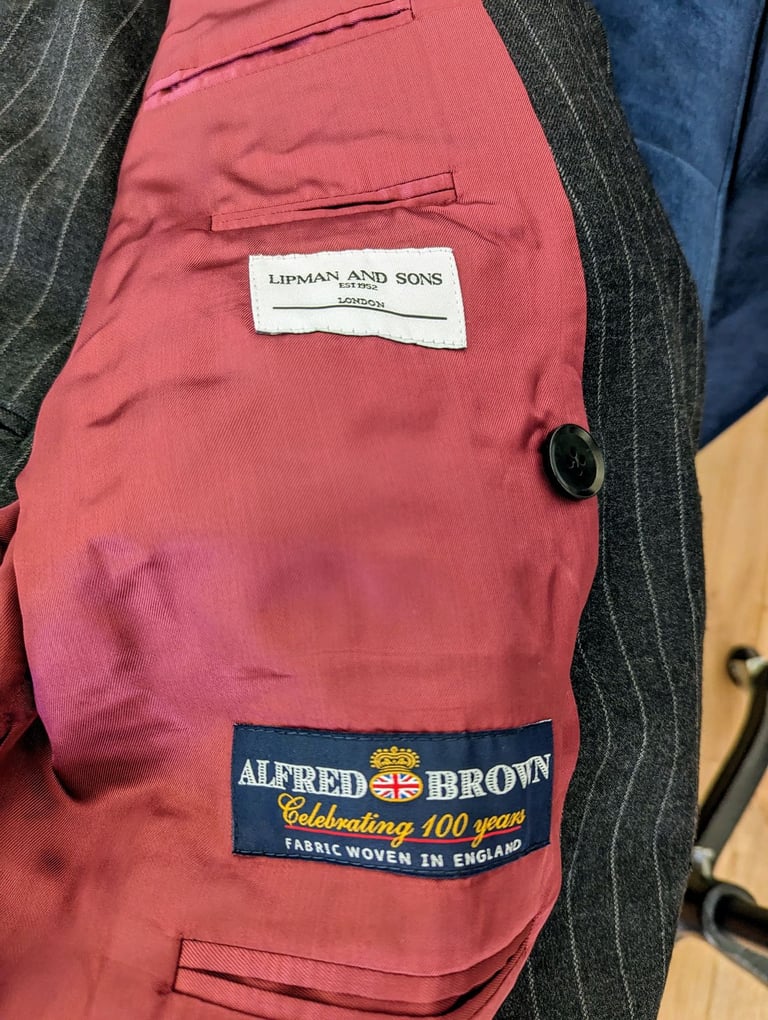 LIPMAN AND SONS
EST 1952
LONDON
ALFRED BROWN
Celebrating 100 years
FABRIC WOVEN IN ENGLAND